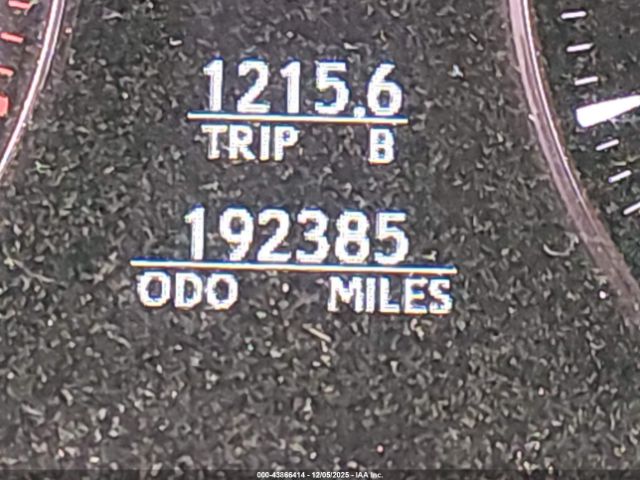 1215.6
TRIP B
192385
ODO MILES
000-43866414 - 12/05/2025 - IAA Inc.